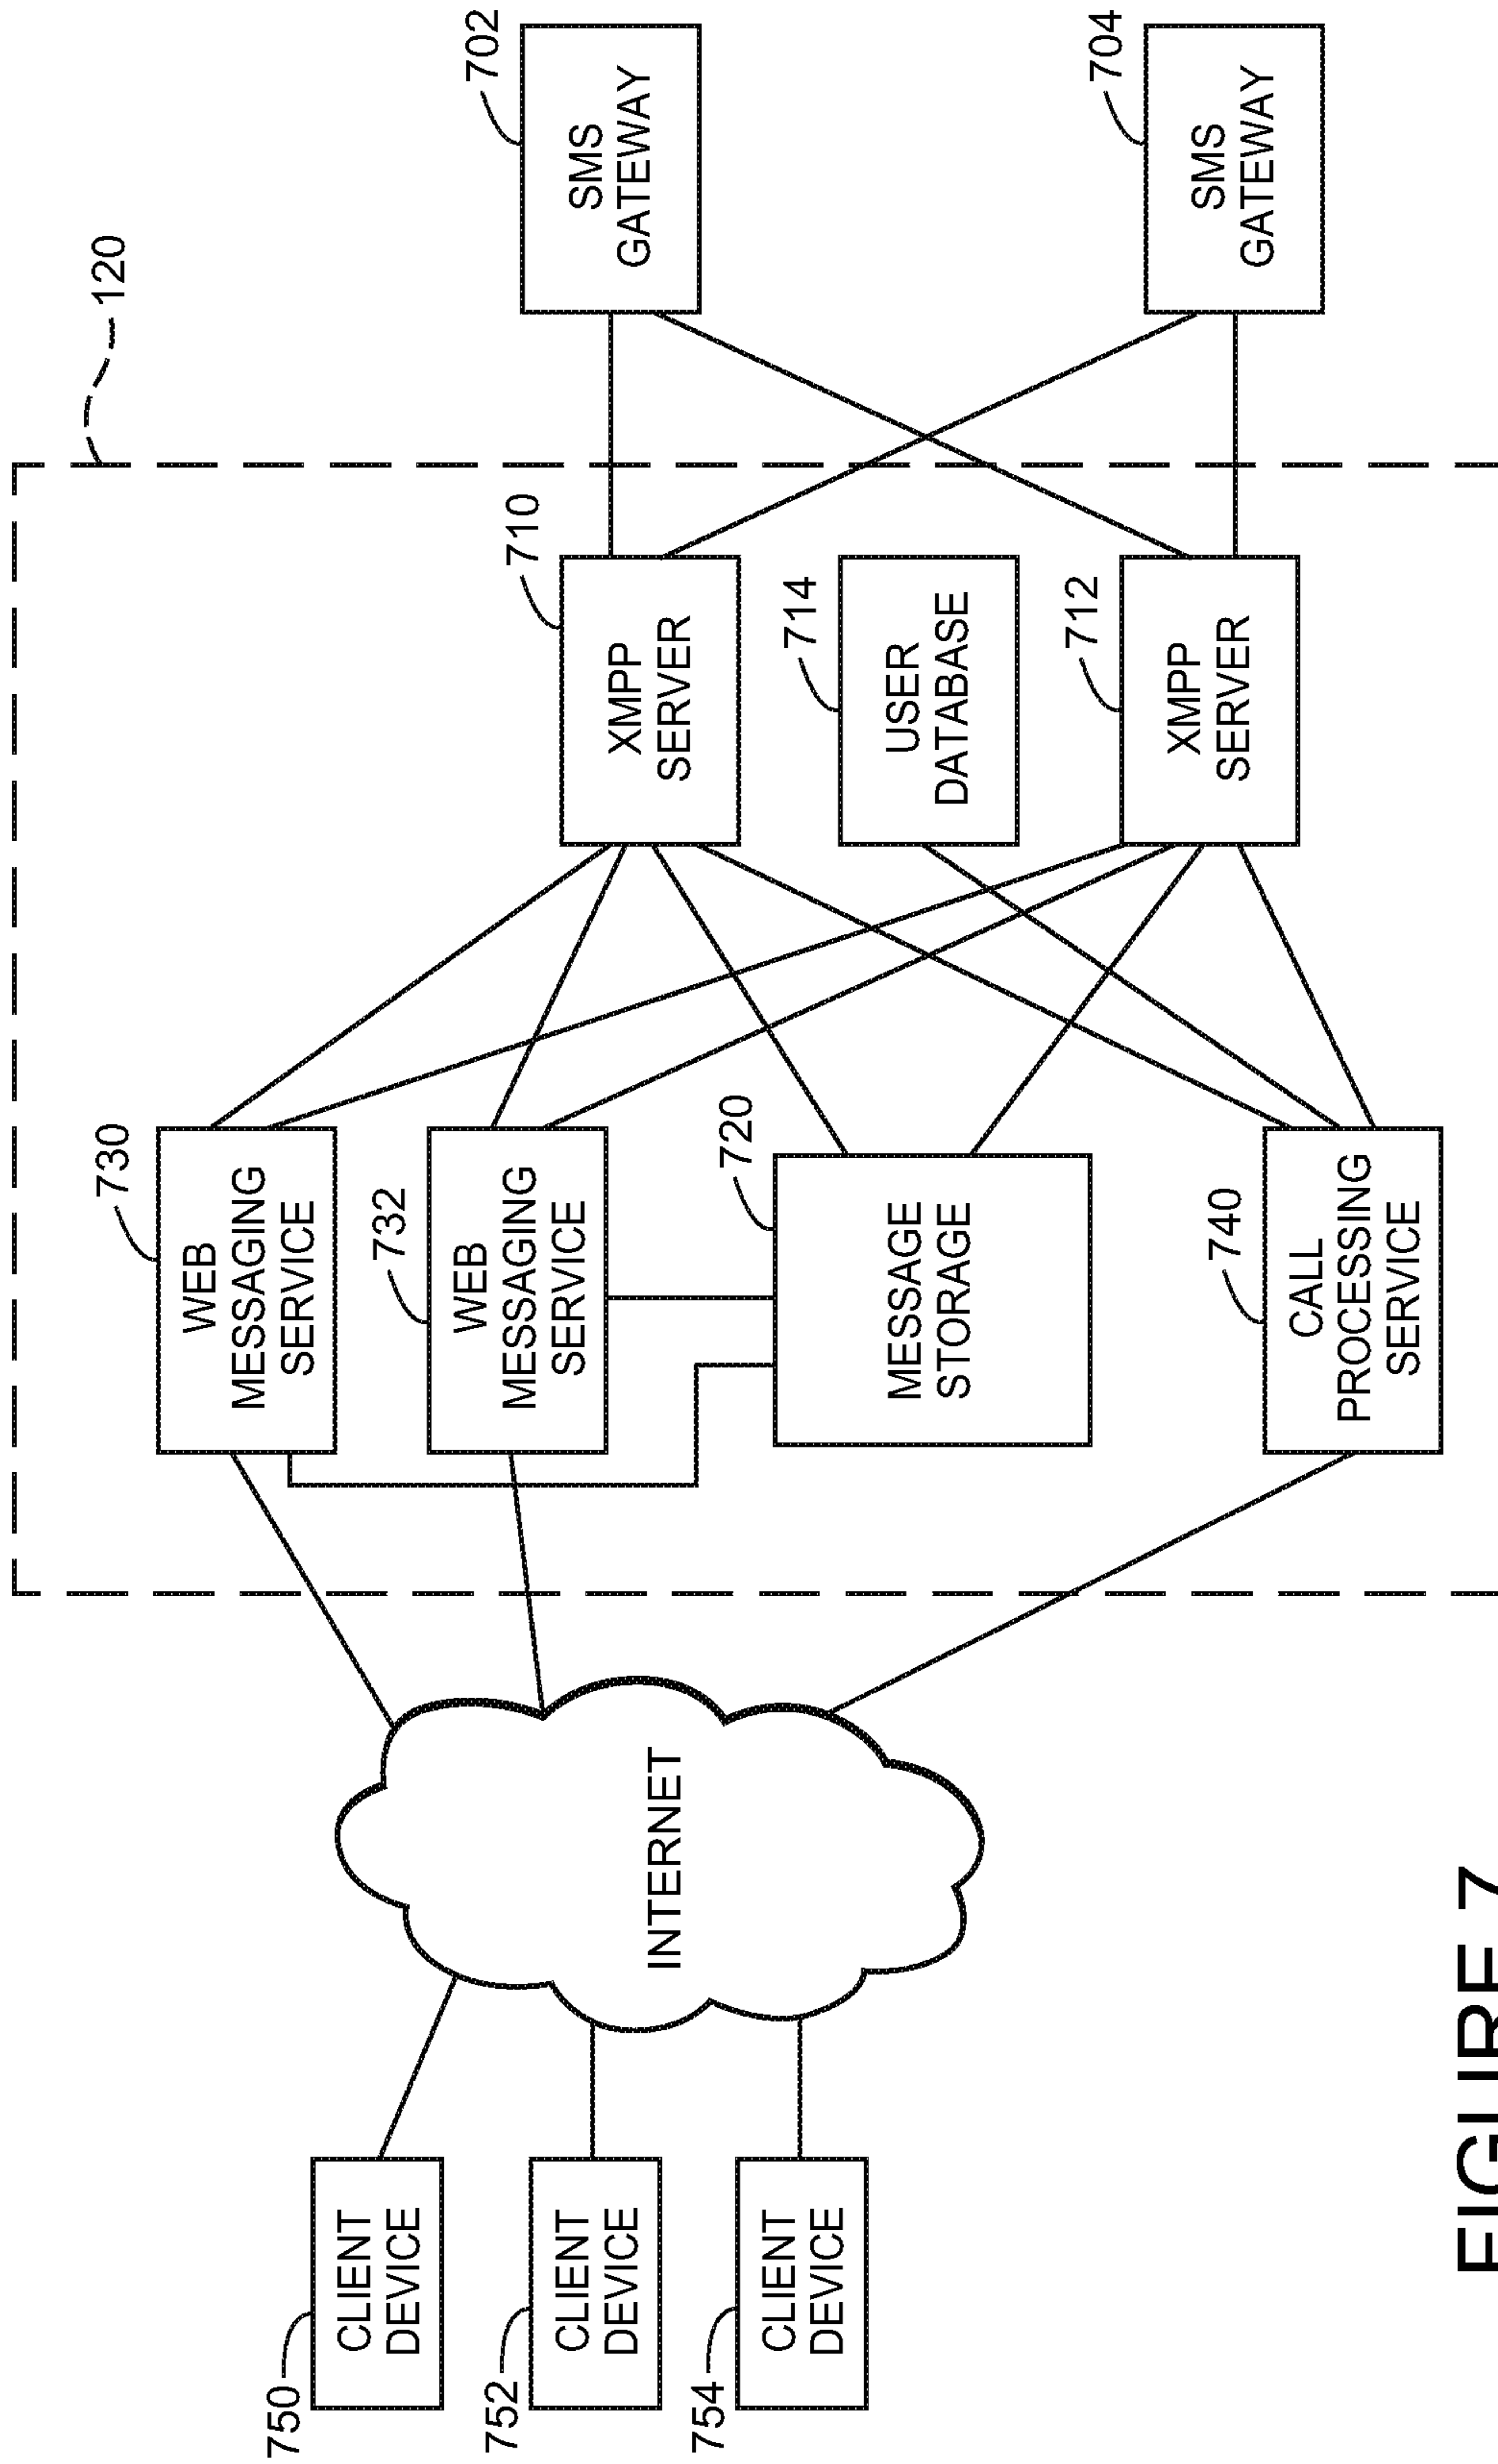 120
750
CLIENT
DEVICE
752
CLIENT
DEVICE
754
CLIENT
DEVICE
INTERNET
730
WEB
MESSAGING
SERVICE
732
WEB
MESSAGING
SERVICE
720
MESSAGE
STORAGE
740
CALL
PROCESSING
SERVICE
710
XMPP
SERVER
714
USER
DATABASE
712
XMPP
SERVER
702
SMS
GATEWAY
704
SMS
GATEWAY
FIGURE 7